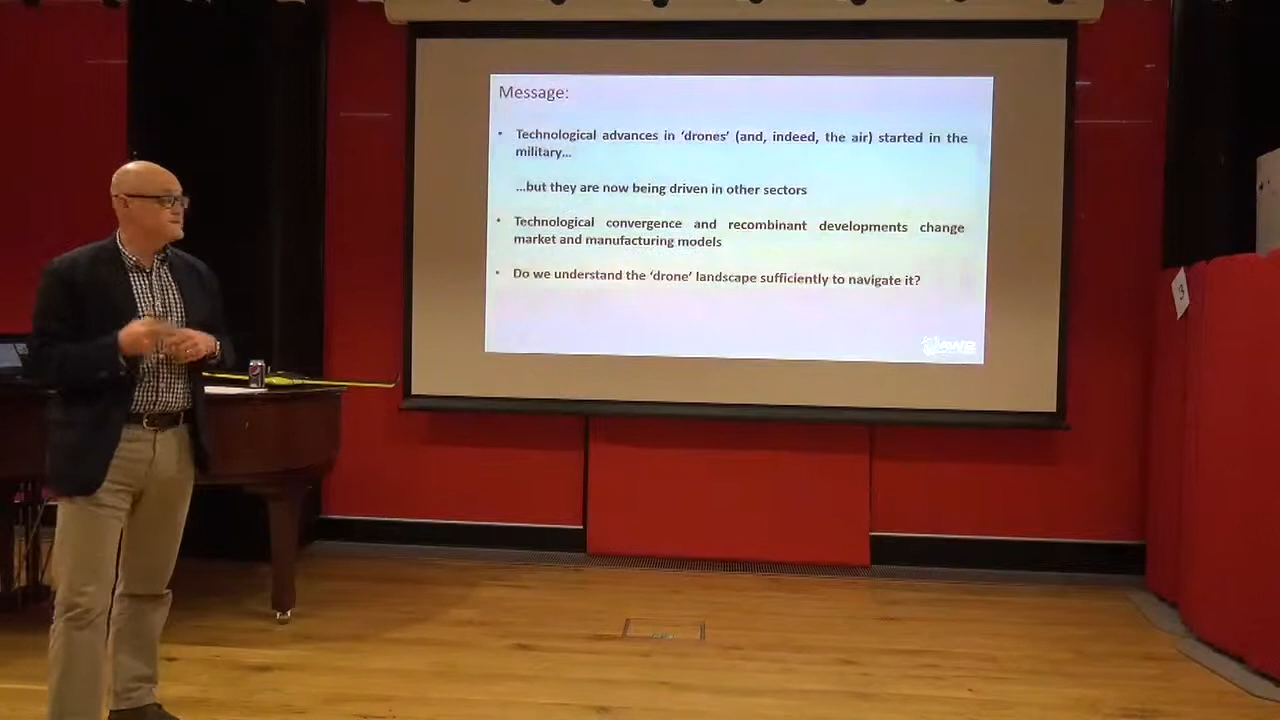 Message:
• Technological advances in ‘drones’ (and, indeed, the air) started in the
military…
…but they are now being driven in other sectors
• Technological convergence and recombinant developments change
market and manufacturing models
• Do we understand the ‘drone’ landscape sufficiently to navigate it?
3